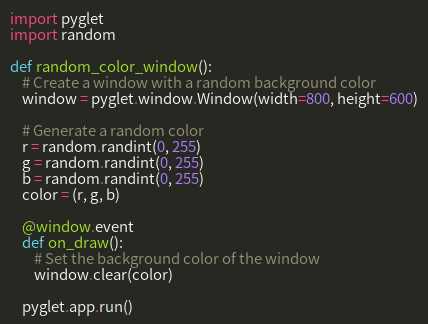 import pyglet
import random

def random_color_window():
    # Create a window with a random background color
    window = pyglet.window.Window(width=800, height=600)

    # Generate a random color
    r = random.randint(0, 255)
    g = random.randint(0, 255)
    b = random.randint(0, 255)
    color = (r, g, b)

    @window.event
    def on_draw():
        # Set the background color of the window
        window.clear(color)

    pyglet.app.run()